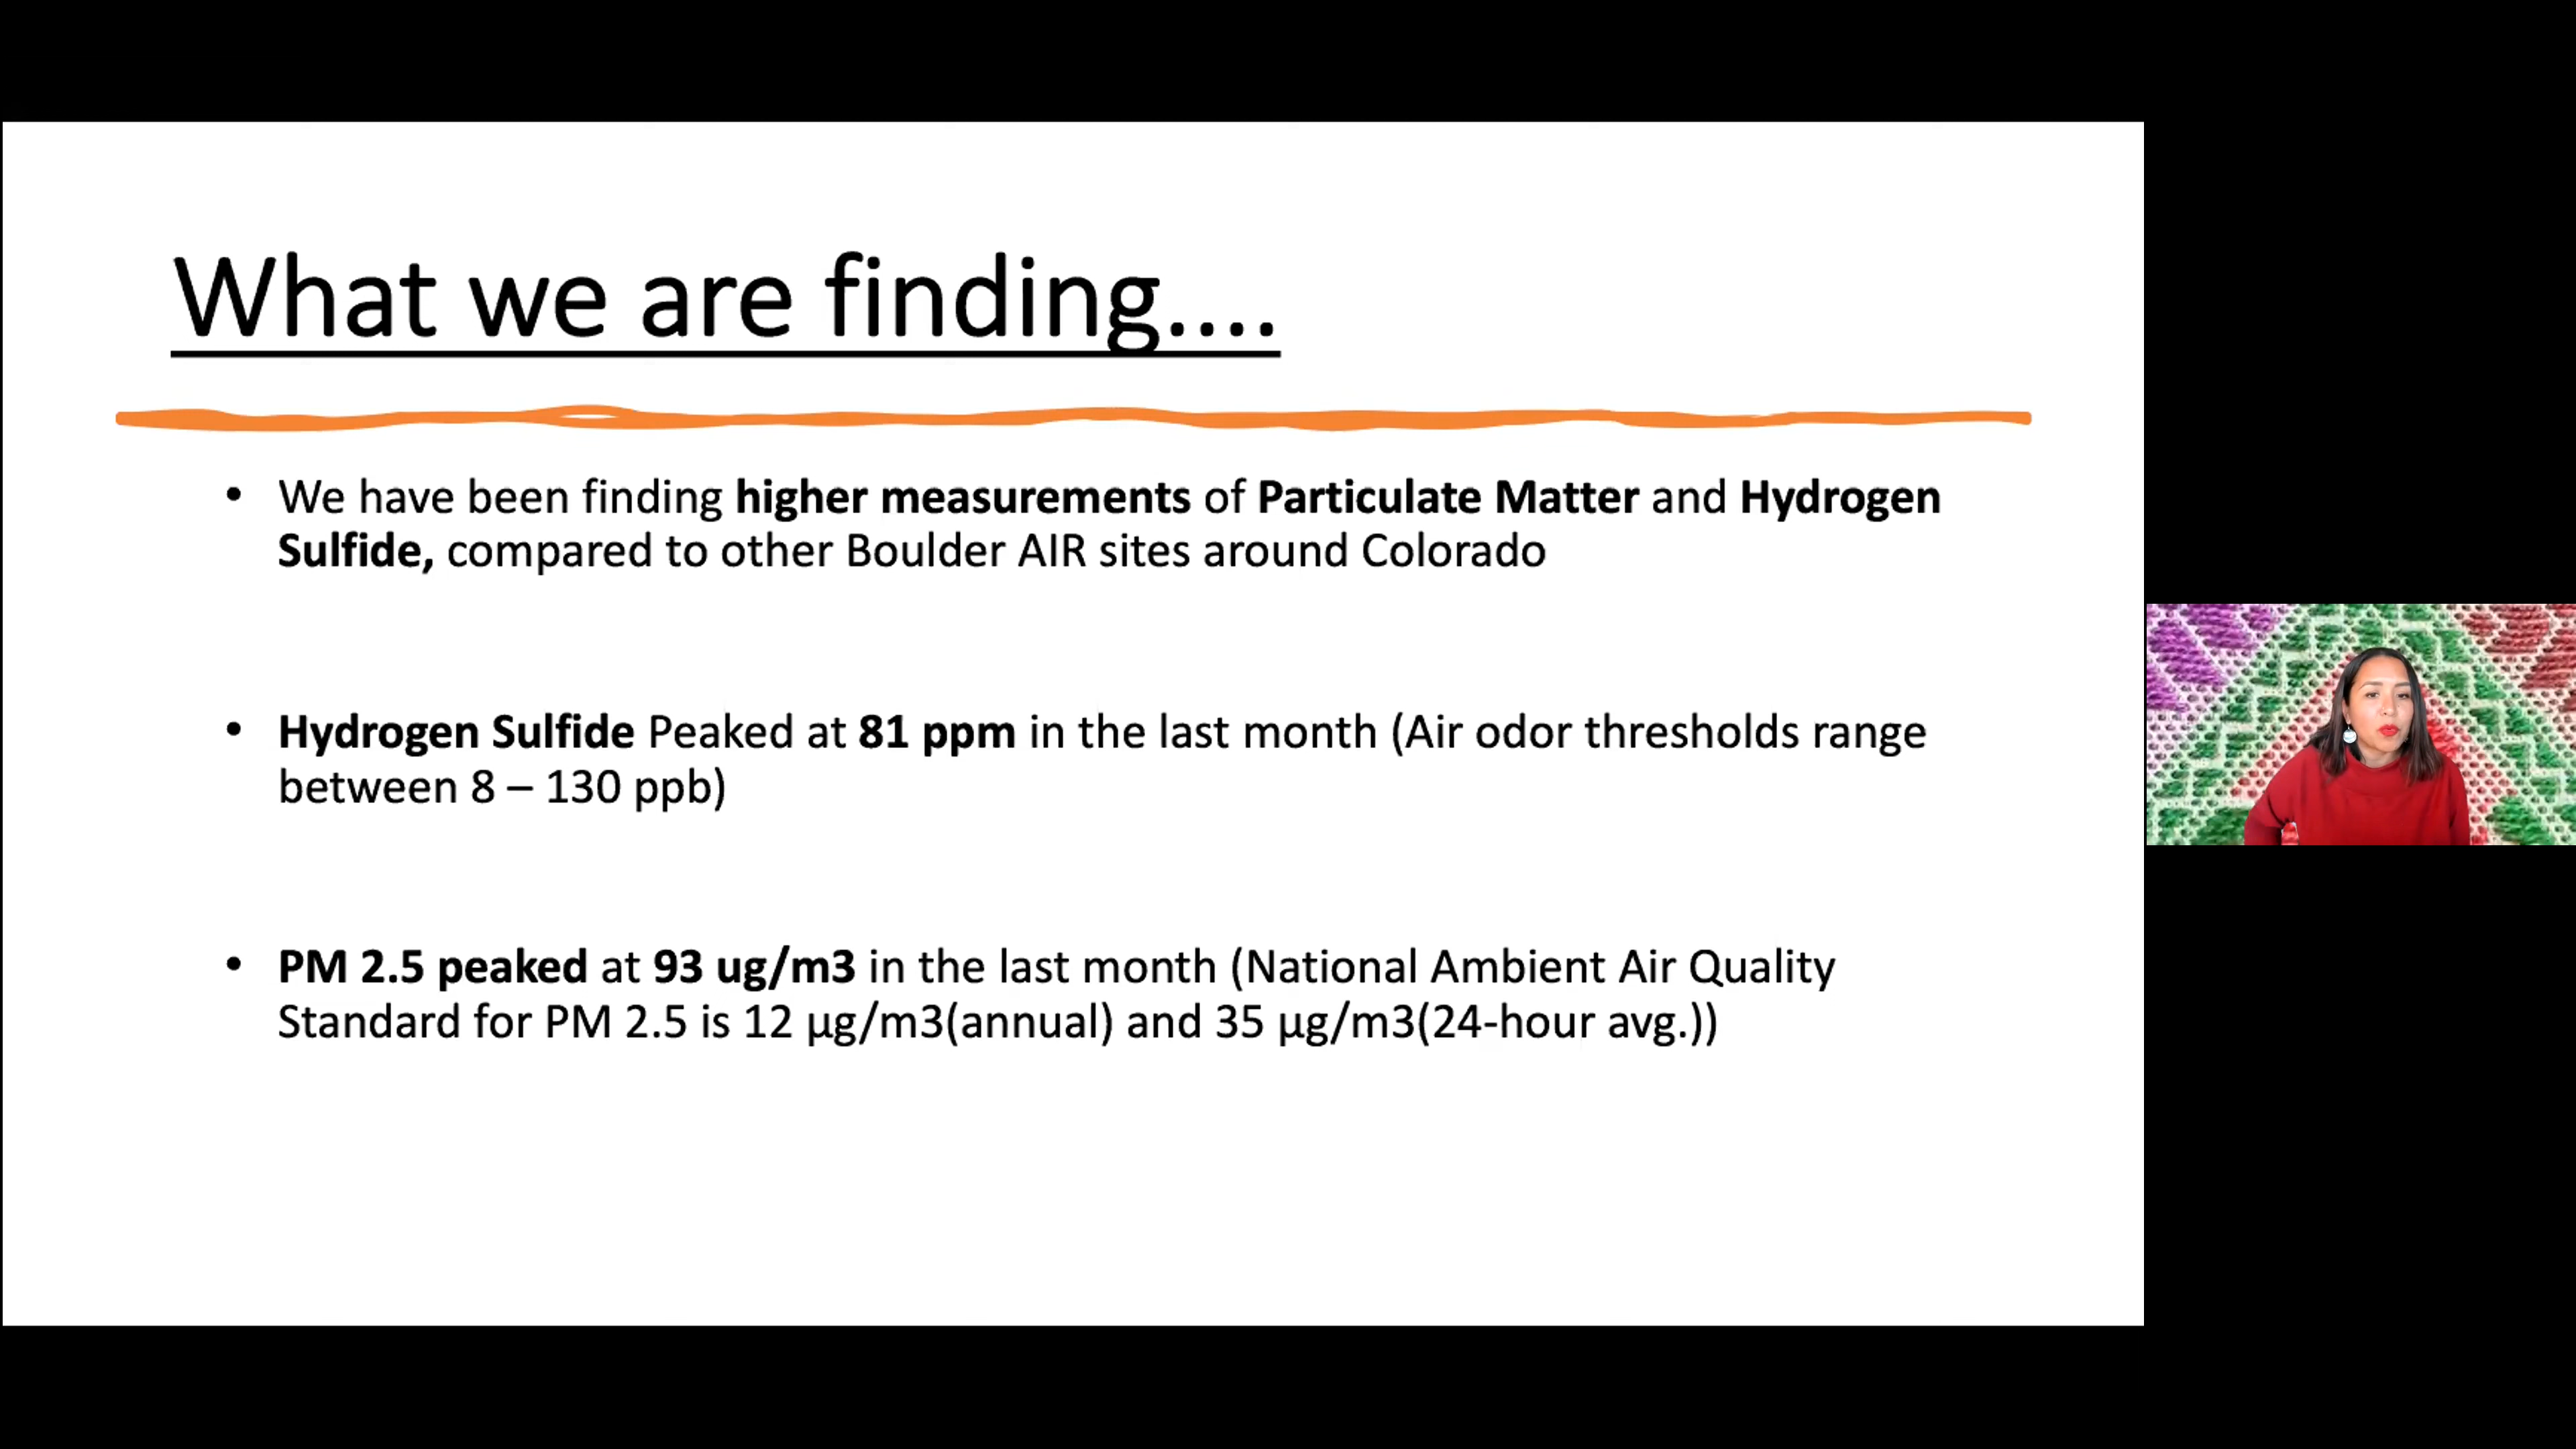 What we are finding....
• We have been finding higher measurements of Particulate Matter and Hydrogen
Sulfide, compared to other Boulder AIR sites around Colorado
• Hydrogen Sulfide Peaked at 81 ppm in the last month (Air odor thresholds range
between 8 – 130 ppb)
• PM 2.5 peaked at 93 ug/m3 in the last month (National Ambient Air Quality
Standard for PM 2.5 is 12 µg/m3(annual) and 35 µg/m3(24-hour avg.))